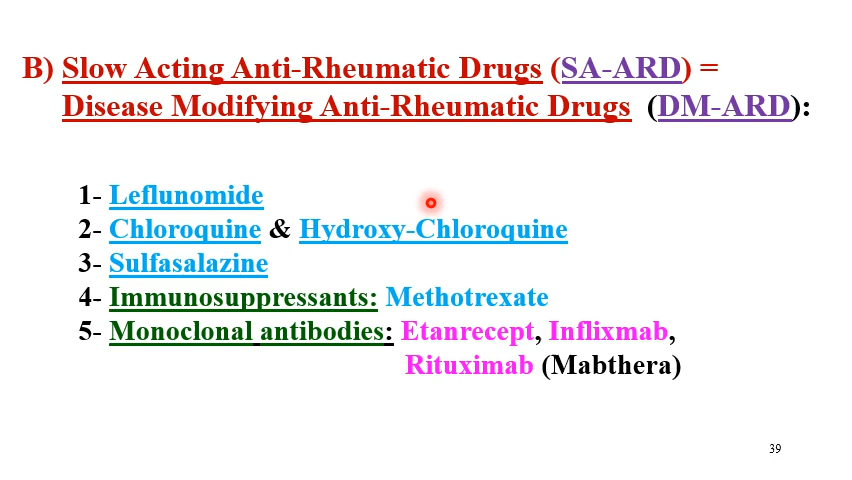 B) Slow Acting Anti-Rheumatic Drugs (SA-ARD) =
Disease Modifying Anti-Rheumatic Drugs (DM-ARD):
1- Leflunomide
2- Chloroquine & Hydroxy-Chloroquine
3- Sulfasalazine
4- Immunosuppressants: Methotrexate
5- Monoclonal antibodies: Etanrecept, Inflixmab,
Rituximab (Mabthera)
39